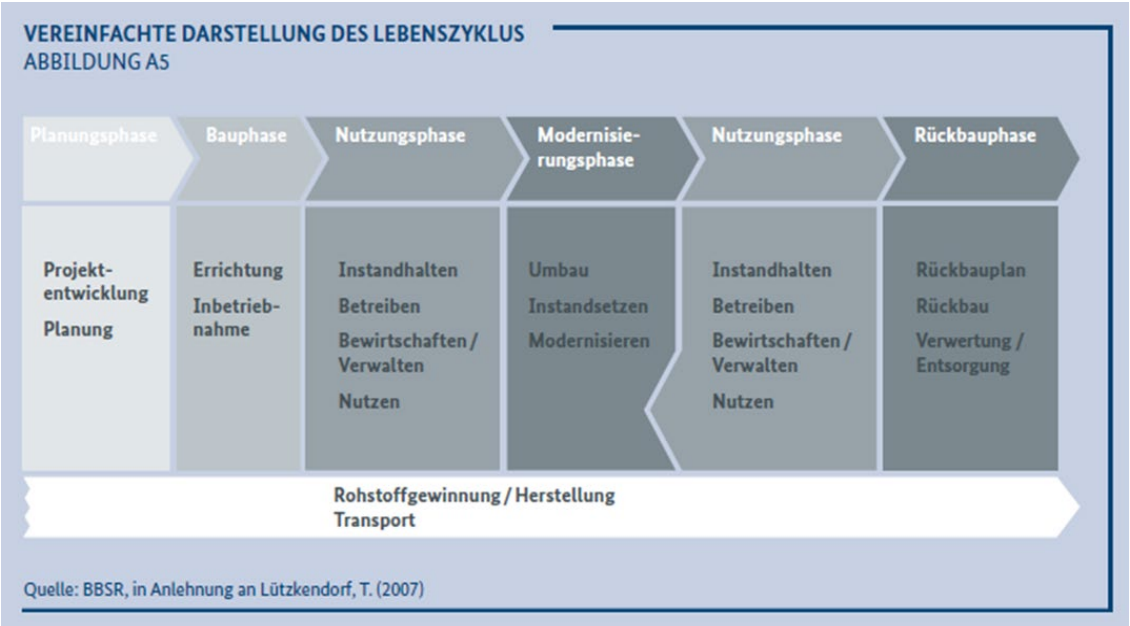 VEREINFACHTE DARSTELLUNG DES LEBENSZYKLUS
ABBILDUNG A5
Planungsphase
Bauphase
Nutzungsphase
Modernisie-
rungsphase
Nutzungsphase
Rückbauphase
Projekt-
entwicklung
Planung
Errichtung
Inbetrieb-
nahme
Instandhalten
Betreiben
Bewirtschaften /
Verwalten
Nutzen
Umbau
Instandsetzen
Modernisieren
Instandhalten
Betreiben
Bewirtschaften /
Verwalten
Nutzen
Rückbauplan
Rückbau
Verwertung /
Entsorgung
Rohstoffgewinnung / Herstellung
Transport
Quelle: BBSR, in Anlehnung an Lützkendorf, T. (2007)